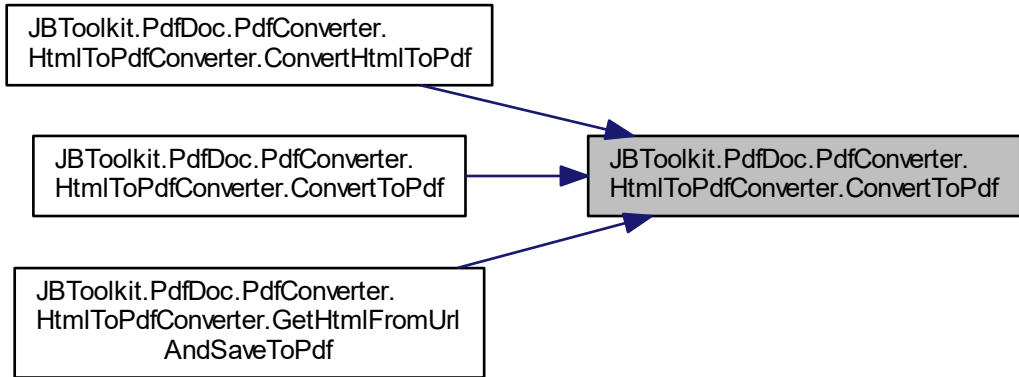 JBToolkit.PdfDoc.PdfConverter.
HtmlToPdfConverter.ConvertHtmlToPdf
JBToolkit.PdfDoc.PdfConverter.
HtmlToPdfConverter.ConvertToPdf
JBToolkit.PdfDoc.PdfConverter.
HtmlToPdfConverter.GetHtmlFromUrl
AndSaveToPdf
JBToolkit.PdfDoc.PdfConverter.
HtmlToPdfConverter.ConvertToPdf